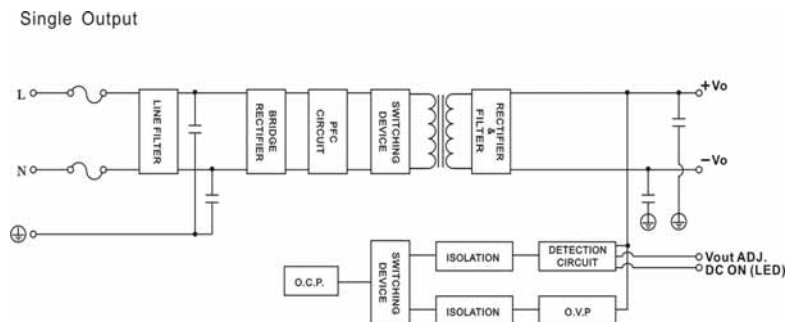 Single Output
L
N
LINE FILTER
BRIDGE
RECTIFIER
PFC
CIRCUIT
SWITCHING
DEVICE
RECTIFIER
&
FILTER
+Vo
−Vo
O.C.P.
SWITCHING
DEVICE
ISOLATION
DETECTION
CIRCUIT
Vout ADJ.
DC ON (LED)
ISOLATION
O.V.P